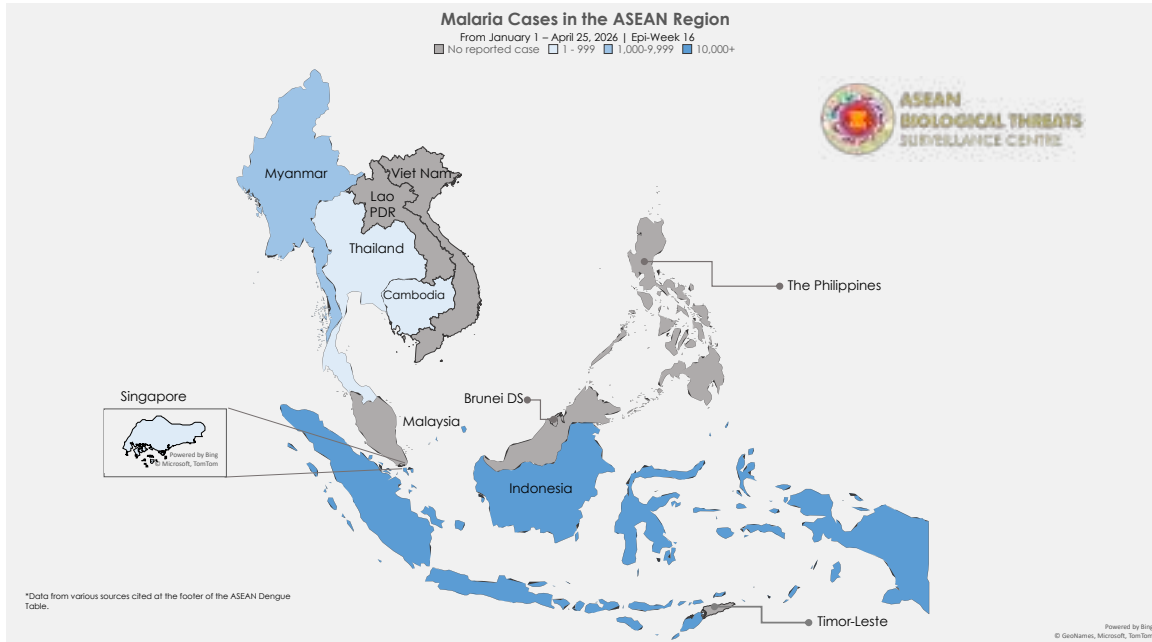 Malaria Cases in the ASEAN Region
From January 1 – April 25, 2026 | Epi-Week 16
No reported case 1 - 999 1,000-9,999 10,000+
ASEAN
BIOLOGICAL THREATS
SURVEILLANCE CENTRE
Myanmar
Viet Nam
Lao
PDR
Thailand
Cambodia
The Philippines
Singapore
Brunei DS
Malaysia
Powered by Bing
© Microsoft, TomTom
Indonesia
*Data from various sources cited at the footer of the ASEAN Dengue
Table.
Timor-Leste
Powered by Bing
© GeoNames, Microsoft, TomTom